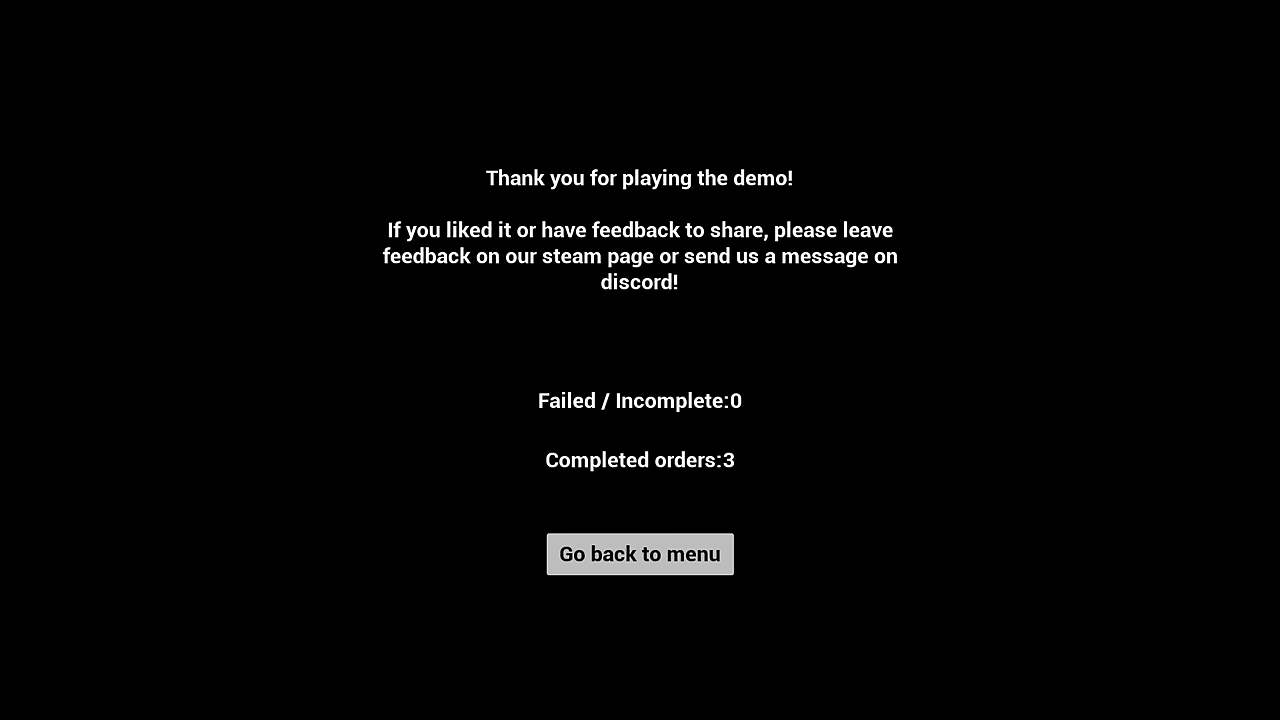 Thank you for playing the demo!
If you liked it or have feedback to share, please leave
feedback on our steam page or send us a message on
discord!
Failed / Incomplete:0
Completed orders:3
Go back to menu